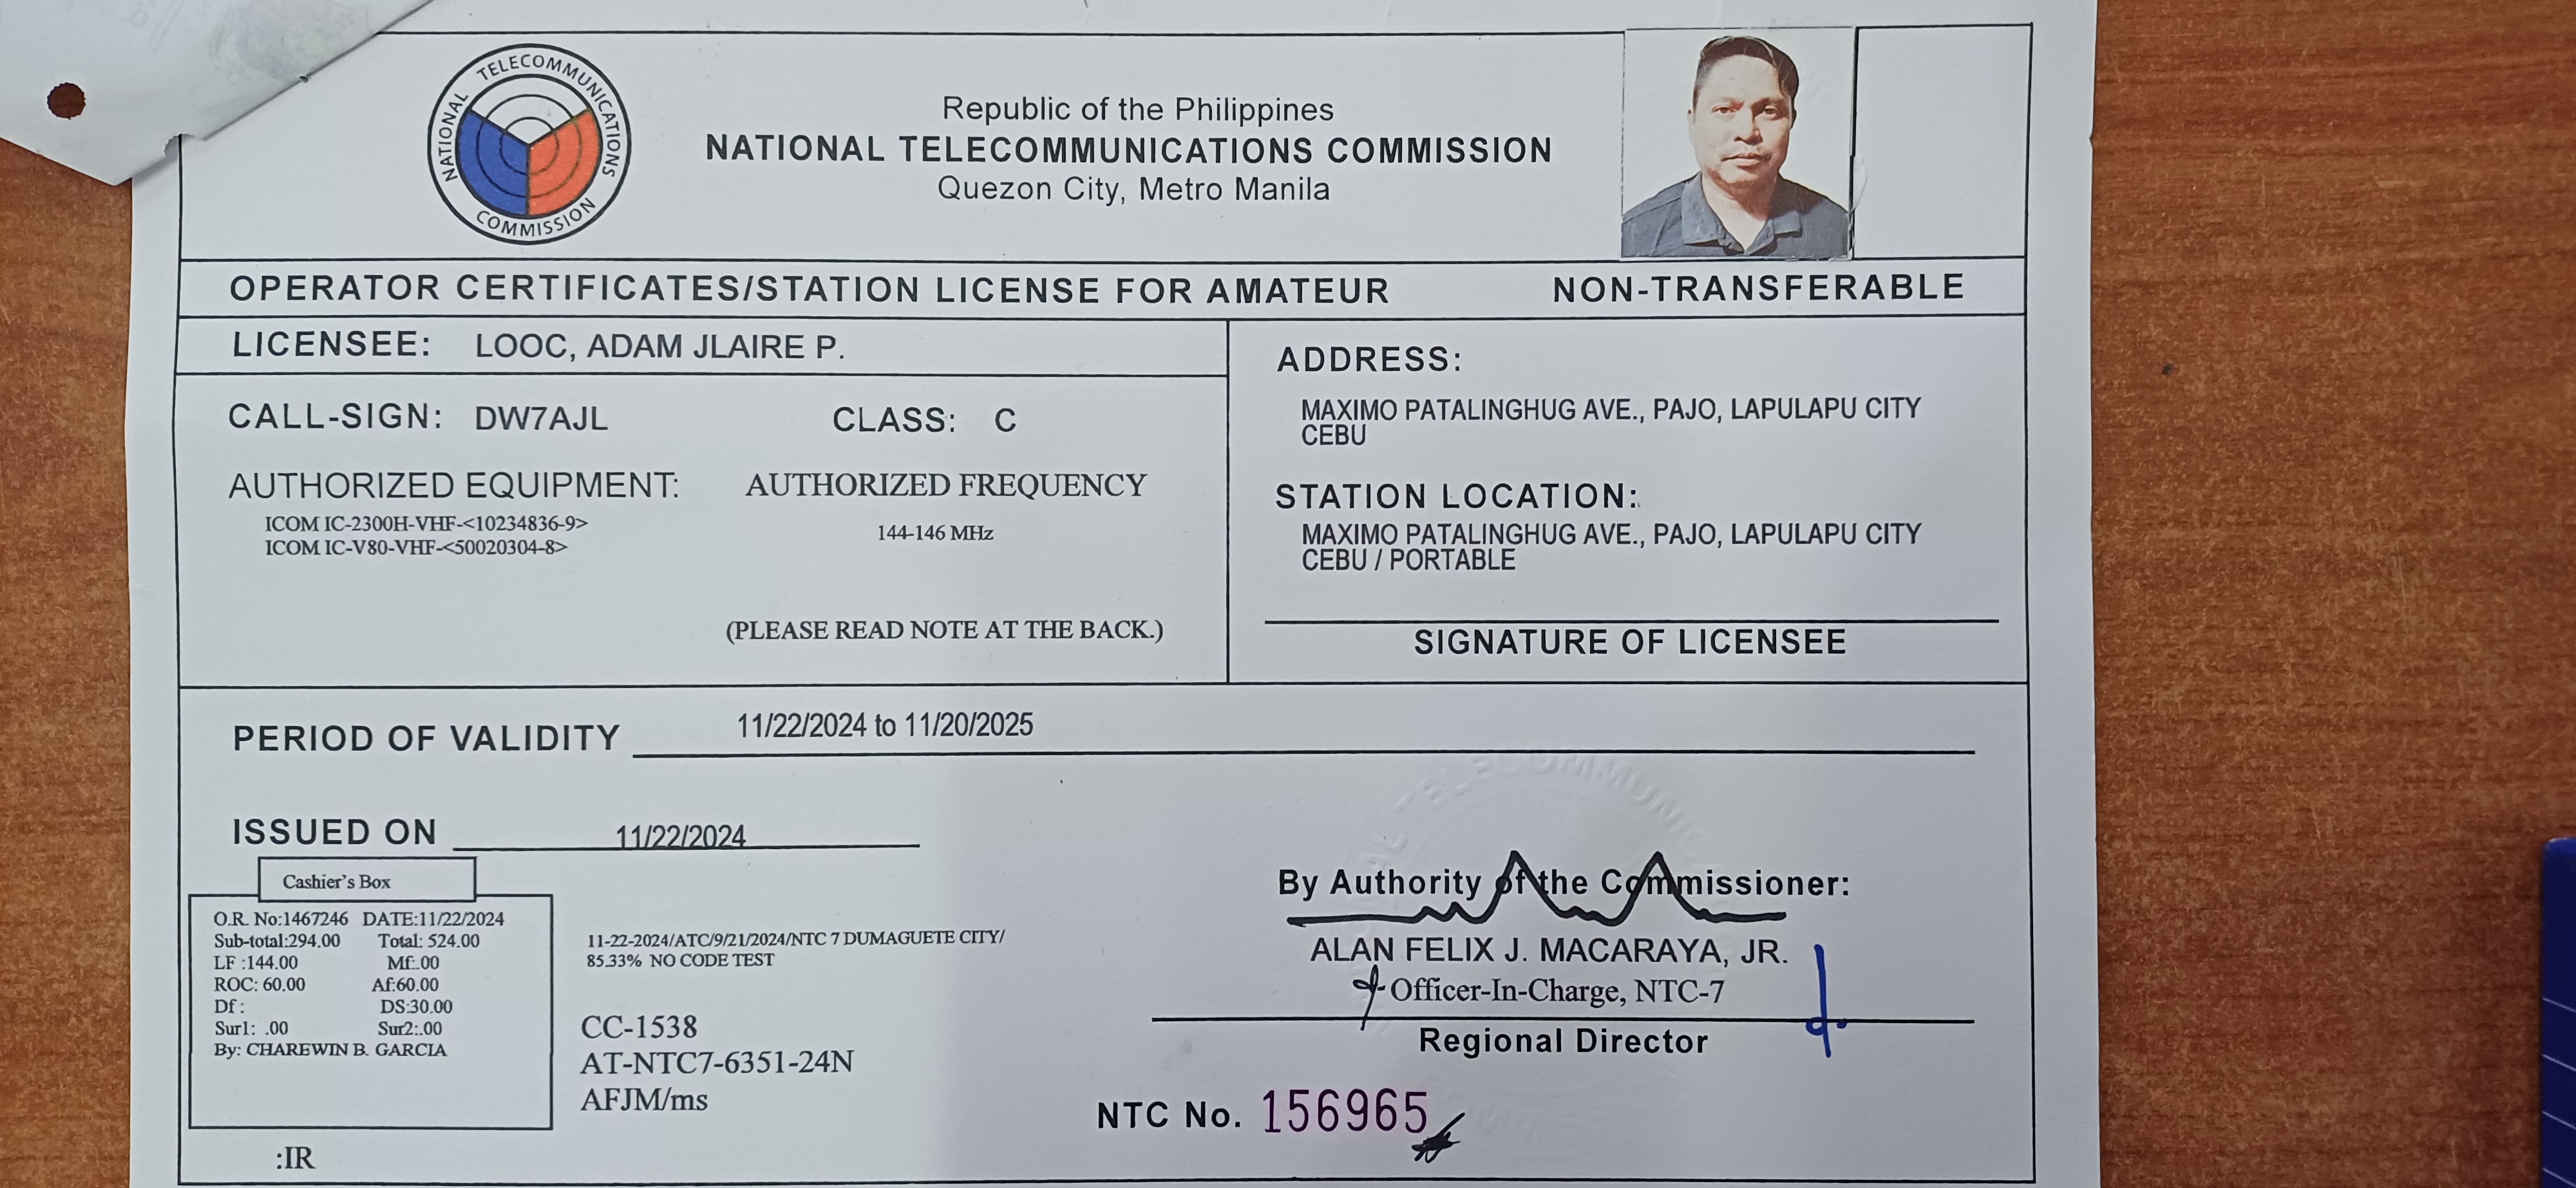 Republic of the Philippines
NATIONAL TELECOMMUNICATIONS COMMISSION
Quezon City, Metro Manila
NATIONAL TELECOMMUNICATIONS COMMISSION
OPERATOR CERTIFICATES/STATION LICENSE FOR AMATEUR NON-TRANSFERABLE
LICENSEE: LOOC, ADAM JLAIRE P.
CALL-SIGN: DW7AJL CLASS: C
AUTHORIZED EQUIPMENT: AUTHORIZED FREQUENCY
ICOM IC-2300H-VHF-<10234836-9> 144-146 MHz
ICOM IC-V80-VHF-<50020304-8>
(PLEASE READ NOTE AT THE BACK.)
ADDRESS:
MAXIMO PATALINGHUG AVE., PAJO, LAPULAPU CITY
CEBU
STATION LOCATION:
MAXIMO PATALINGHUG AVE., PAJO, LAPULAPU CITY
CEBU / PORTABLE
SIGNATURE OF LICENSEE
PERIOD OF VALIDITY 11/22/2024 to 11/20/2025
ISSUED ON 11/22/2024
Cashier's Box
O.R. No:1467246 DATE:11/22/2024
Sub-total:294.00 Total: 524.00
LF :144.00 Mf:.00
ROC: 60.00 Af:60.00
Df : DS:30.00
Sur1: .00 Sur2:.00
By: CHAREWIN B. GARCIA
:IR
11-22-2024/ATC/9/21/2024/NTC 7 DUMAGUETE CITY/
85.33% NO CODE TEST
CC-1538
AT-NTC7-6351-24N
AFJM/ms
By Authority of the Commissioner:
ALAN FELIX J. MACARAYA, JR.
Officer-In-Charge, NTC-7
Regional Director
NTC No. 156965